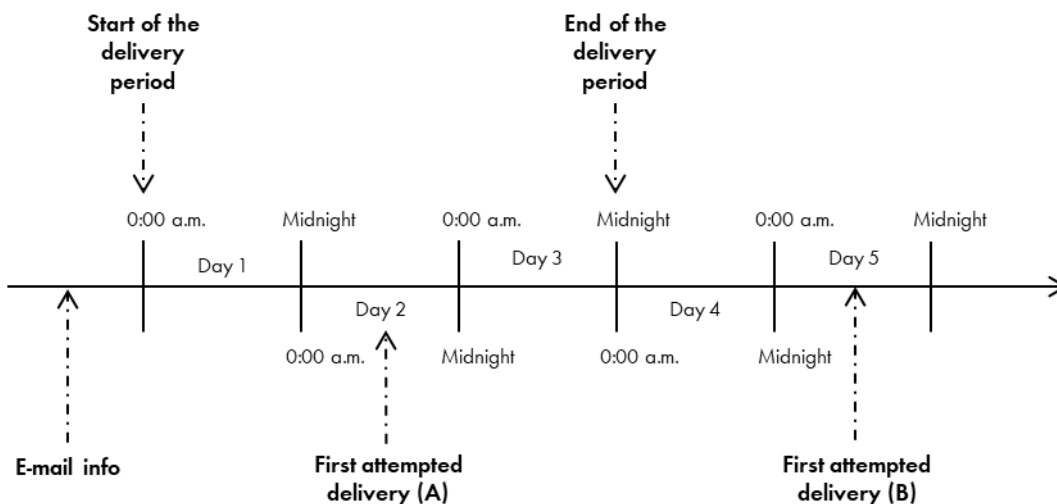 Start of the
delivery
period
End of the
delivery
period
0:00 a.m.
Midnight
0:00 a.m.
Midnight
0:00 a.m.
Midnight
Day 1
Day 3
Day 5
Day 2
Day 4
0:00 a.m.
Midnight
0:00 a.m.
Midnight
E-mail info
First attempted
delivery (A)
First attempted
delivery (B)